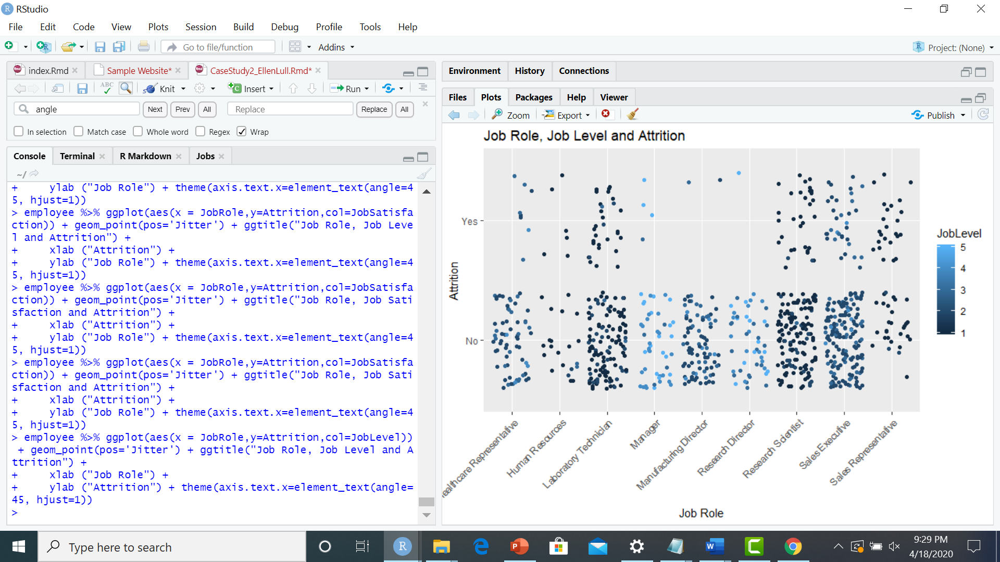 RStudio
File Edit Code View Plots Session Build Debug Profile Tools Help
Go to file/function Addins Project: (None)
index.Rmd Sample Website* CaseStudy2_EllenLull.Rmd*
ABC Knit Insert Run
angle Next Prev All Replace Replace All
In selection Match case Whole word Regex Wrap
Console Terminal R Markdown Jobs
~/
+     ylab ("Job Role") + theme(axis.text.x=element_text(angle=4
5, hjust=1))
> employee %>% ggplot(aes(x = JobRole,y=Attrition,col=JobSatisfa
ction)) + geom_point(pos='Jitter') + ggtitle("Job Role, Job Leve
l and Attrition") +
+     xlab ("Attrition") +
+     ylab ("Job Role") + theme(axis.text.x=element_text(angle=4
5, hjust=1))
> employee %>% ggplot(aes(x = JobRole,y=Attrition,col=JobSatisfa
ction)) + geom_point(pos='Jitter') + ggtitle("Job Role, Job Sati
sfaction and Attrition") +
+     xlab ("Attrition") +
+     ylab ("Job Role") + theme(axis.text.x=element_text(angle=4
5, hjust=1))
> employee %>% ggplot(aes(x = JobRole,y=Attrition,col=JobSatisfa
ction)) + geom_point(pos='Jitter') + ggtitle("Job Role, Job Sati
sfaction and Attrition") +
+     xlab ("Attrition") +
+     ylab ("Job Role") + theme(axis.text.x=element_text(angle=4
5, hjust=1))
> employee %>% ggplot(aes(x = JobRole,y=Attrition,col=JobLevel))
 + geom_point(pos='Jitter') + ggtitle("Job Role, Job Level and A
ttrition") +
+     xlab ("Job Role") +
+     ylab ("Attrition") + theme(axis.text.x=element_text(angle=
45, hjust=1))
>
Environment History Connections
Files Plots Packages Help Viewer
Zoom Export Publish
Job Role, Job Level and Attrition
Attrition
Yes
No
JobLevel
5
4
3
2
1
ealthcare Representative
Human Resources
Laboratory Technician
Manager
Manufacturing Director
Research Director
Research Scientist
Sales Executive
Sales Representative
Job Role
Type here to search
9:29 PM
4/18/2020